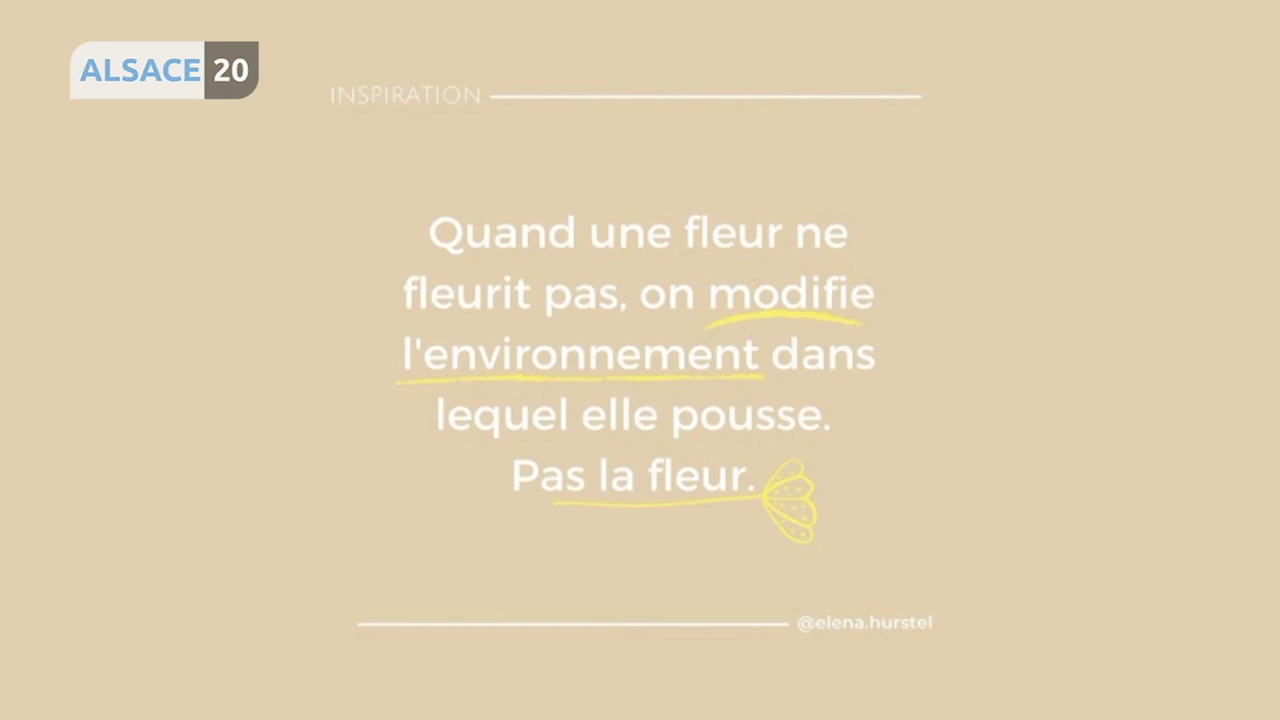 ALSACE 20
INSPIRATION
Quand une fleur ne
fleurit pas, on modifie
l'environnement dans
lequel elle pousse.
Pas la fleur.
@elena.hurstel